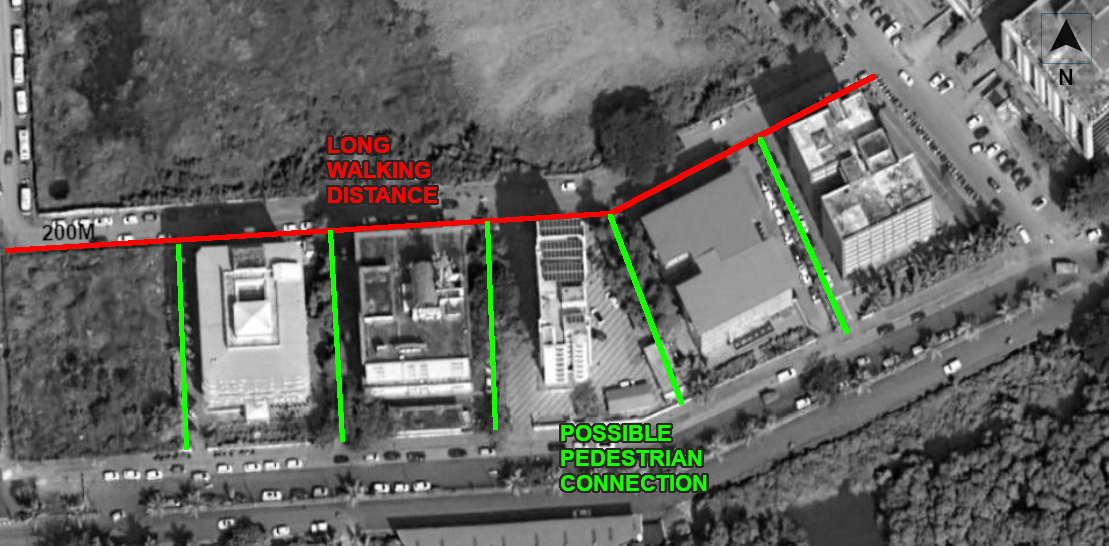 N
LONG
WALKING
DISTANCE
200M
POSSIBLE
PEDESTRIAN
CONNECTION